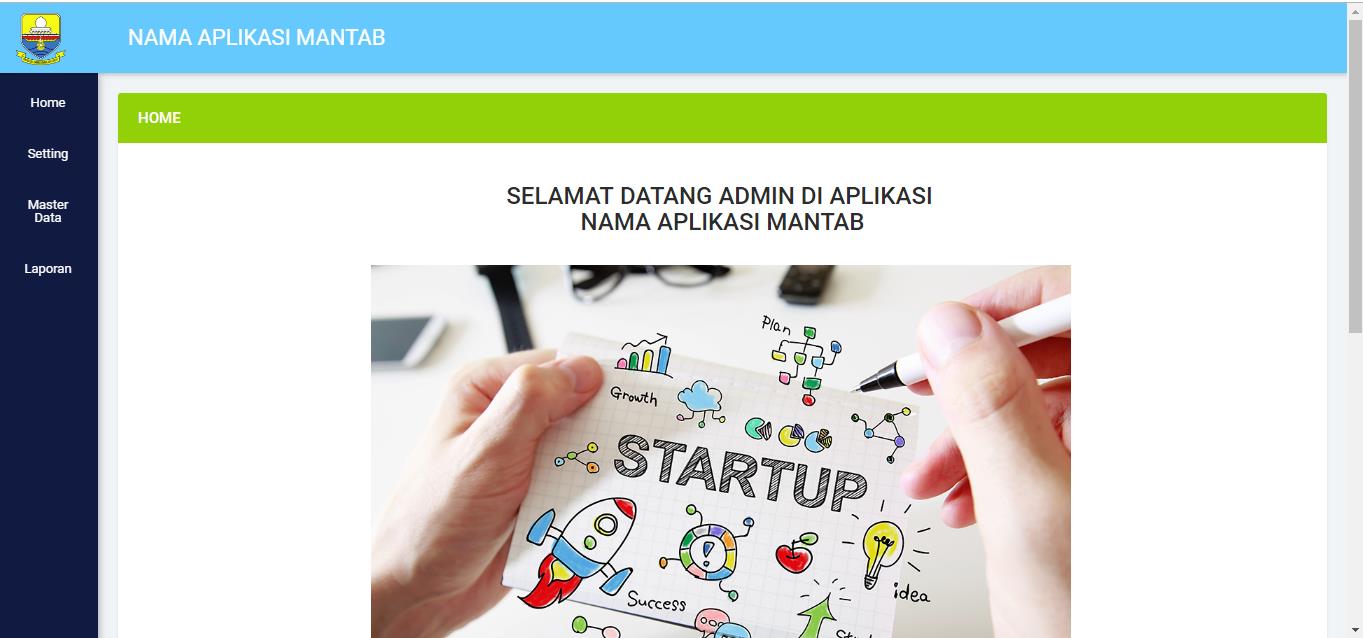 NAMA APLIKASI MANTAB
Home
Setting
Master
Data
Laporan
HOME
SELAMAT DATANG ADMIN DI APLIKASI
NAMA APLIKASI MANTAB
Plan
Growth
STARTUP
idea
Success